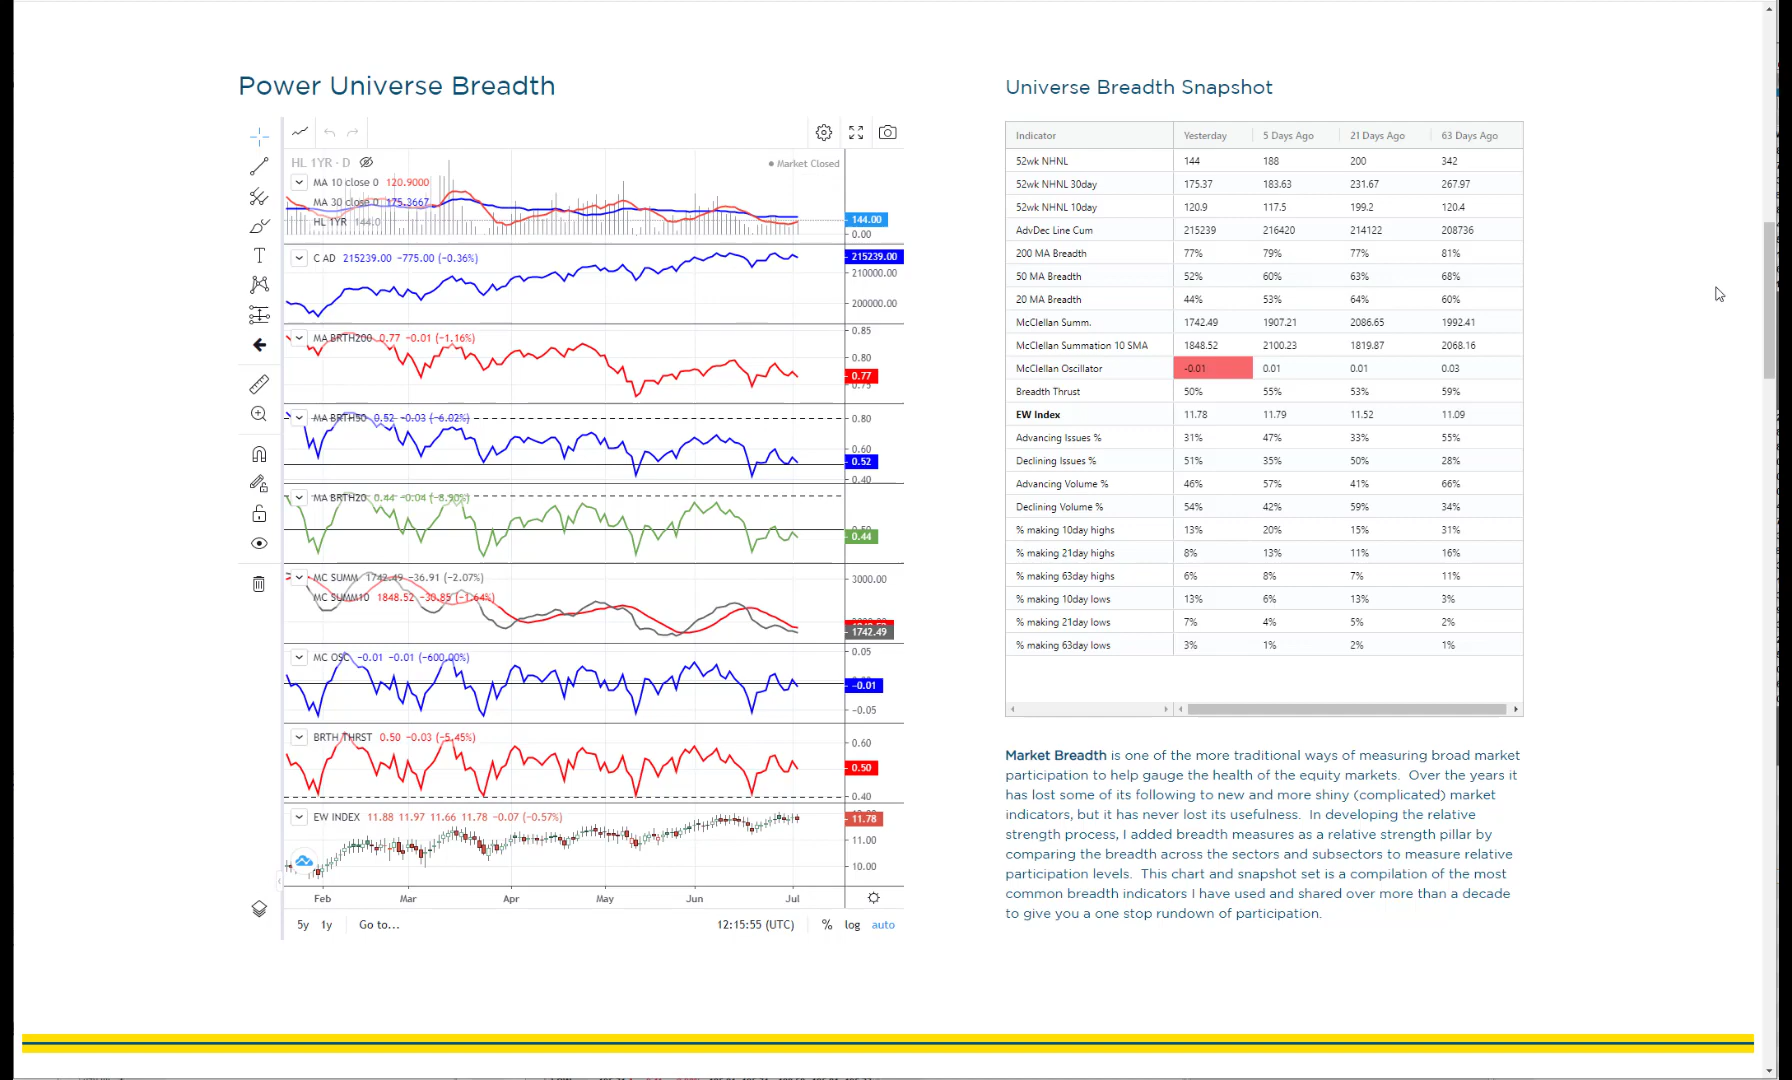 Power Universe Breadth
HL 1YR · D
Market Closed
MA 10 close 0 120.9000
MA 30 close 0 175.3667
HL 1YR 144.0
144.00
0.00
C AD 215239.00 −775.00 (−0.36%)
215239.00
210000.00
200000.00
MA BRTH200 0.77 −0.01 (−1.16%)
0.85
0.80
0.77
0.75
MA BRTH50 0.52 −0.03 (−6.02%)
0.80
0.60
0.52
0.40
MA BRTH20 0.44 −0.04 (−8.90%)
0.50
0.44
MC SUMM 1742.49 −36.91 (−2.07%)
3000.00
MC SUMM10 1848.52 −30.85 (−1.64%)
1742.49
MC OSC −0.01 −0.01 (−600.00%)
0.05
−0.01
−0.05
BRTH THRST 0.50 −0.03 (−5.45%)
0.60
0.50
0.40
EW INDEX 11.88 11.97 11.66 11.78 −0.07 (−0.57%)
11.78
11.00
10.00
Feb Mar Apr May Jun Jul
5y 1y Go to... 12:15:55 (UTC) % log auto
Universe Breadth Snapshot
Indicator Yesterday 5 Days Ago 21 Days Ago 63 Days Ago
52wk NHNL 144 188 200 342
52wk NHNL 30day 175.37 183.63 231.67 267.97
52wk NHNL 10day 120.9 117.5 199.2 120.4
AdvDec Line Cum 215239 216420 214122 208736
200 MA Breadth 77% 79% 77% 81%
50 MA Breadth 52% 60% 63% 68%
20 MA Breadth 44% 53% 64% 60%
McClellan Summ. 1742.49 1907.21 2086.65 1992.41
McClellan Summation 10 SMA 1848.52 2100.23 1819.87 2068.16
McClellan Oscillator -0.01 0.01 0.01 0.03
Breadth Thrust 50% 55% 53% 59%
EW Index 11.78 11.79 11.52 11.09
Advancing Issues % 31% 47% 33% 55%
Declining Issues % 51% 35% 50% 28%
Advancing Volume % 46% 57% 41% 66%
Declining Volume % 54% 42% 59% 34%
% making 10day highs 13% 20% 15% 31%
% making 21day highs 8% 13% 11% 16%
% making 63day highs 6% 8% 7% 11%
% making 10day lows 13% 6% 13% 3%
% making 21day lows 7% 4% 5% 2%
% making 63day lows 3% 1% 2% 1%
Market Breadth is one of the more traditional ways of measuring broad market
participation to help gauge the health of the equity markets. Over the years it
has lost some of its following to new and more shiny (complicated) market
indicators, but it has never lost its usefulness. In developing the relative
strength process, I added breadth measures as a relative strength pillar by
comparing the breadth across the sectors and subsectors to measure relative
participation levels. This chart and snapshot set is a compilation of the most
common breadth indicators I have used and shared over more than a decade
to give you a one stop rundown of participation.